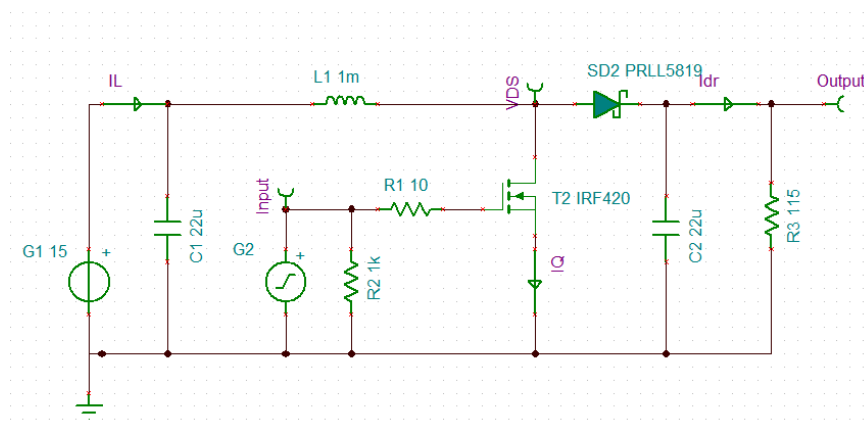 IL
L1 1m
VDS
SD2 PRLL5819
Idr
Output
Input
R1 10
T2 IRF420
G1 15
+
C1 22u
G2
+
R2 1k
IQ
C2 22u
R3 115